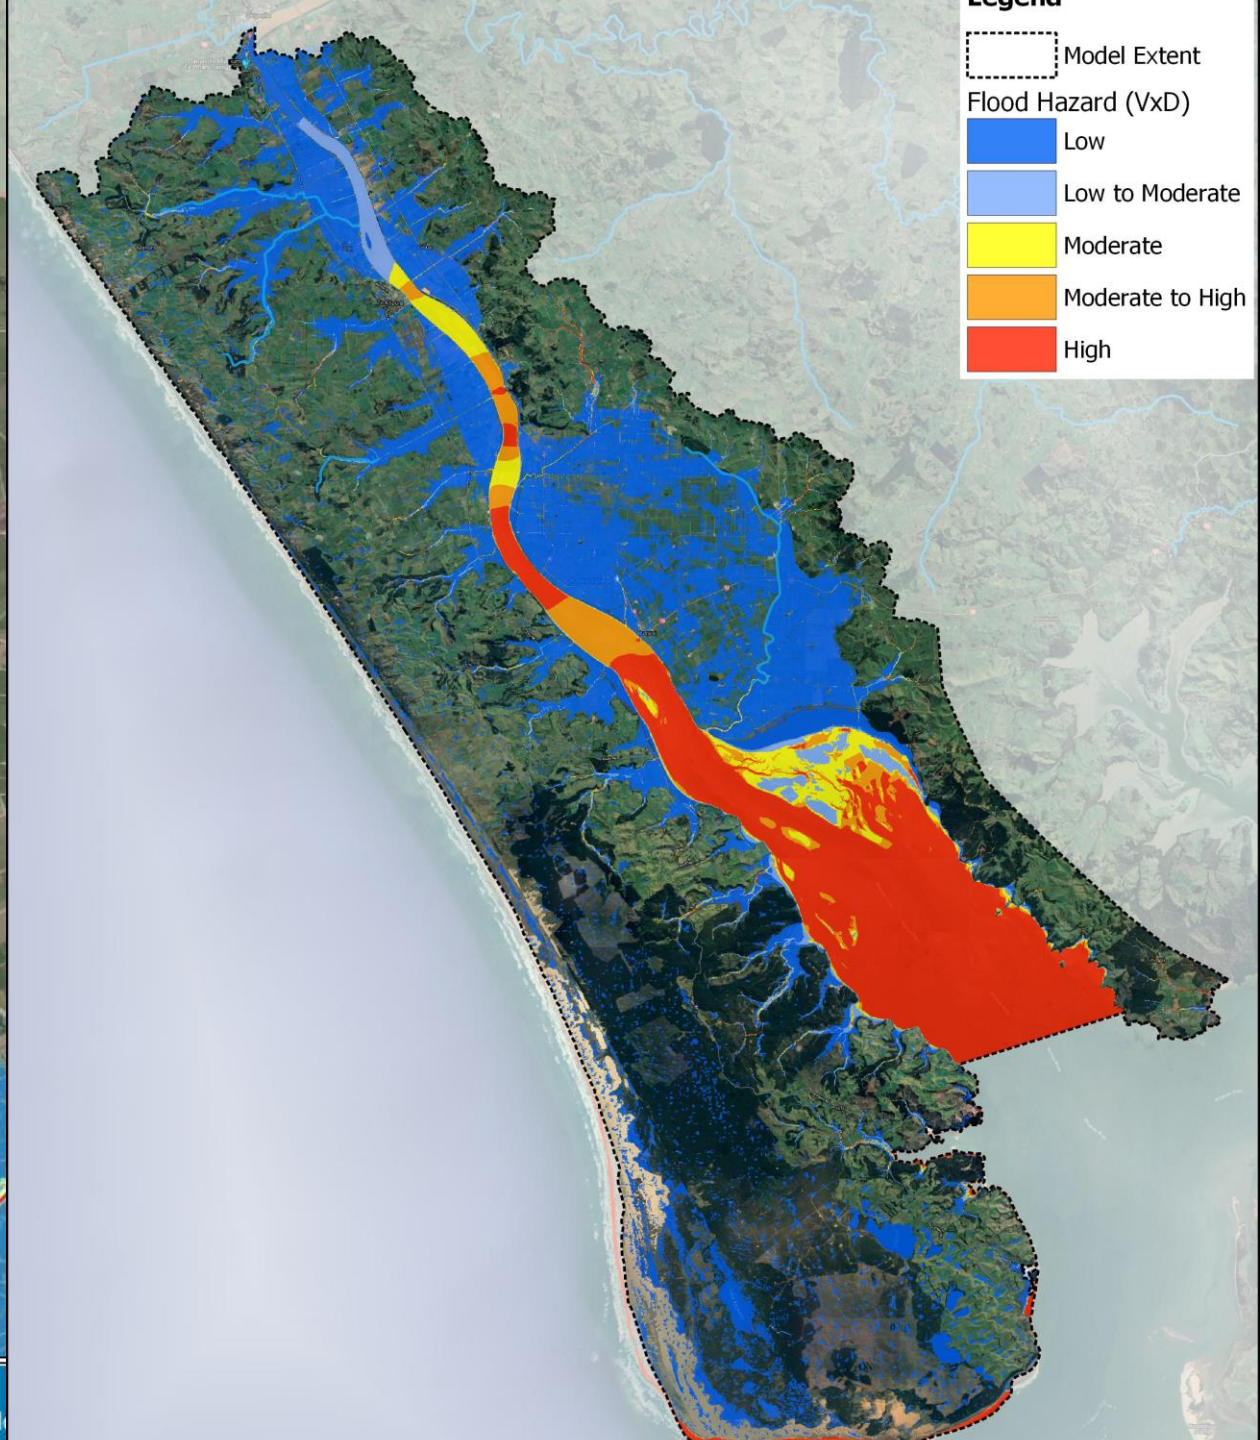 Legend
Model Extent
Flood Hazard (VxD)
Low
Low to Moderate
Moderate
Moderate to High
High